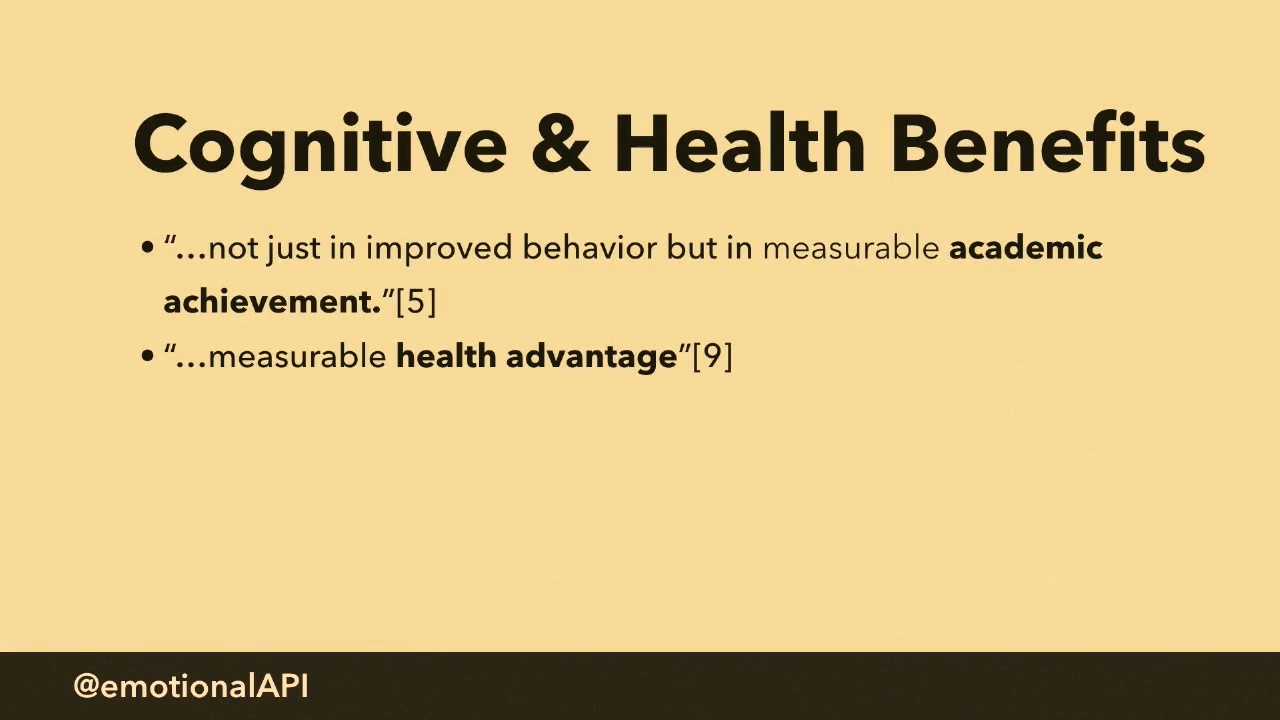 Cognitive & Health Benefits
• “…not just in improved behavior but in measurable academic
achievement.”[5]
• “…measurable health advantage”[9]
@emotionalAPI